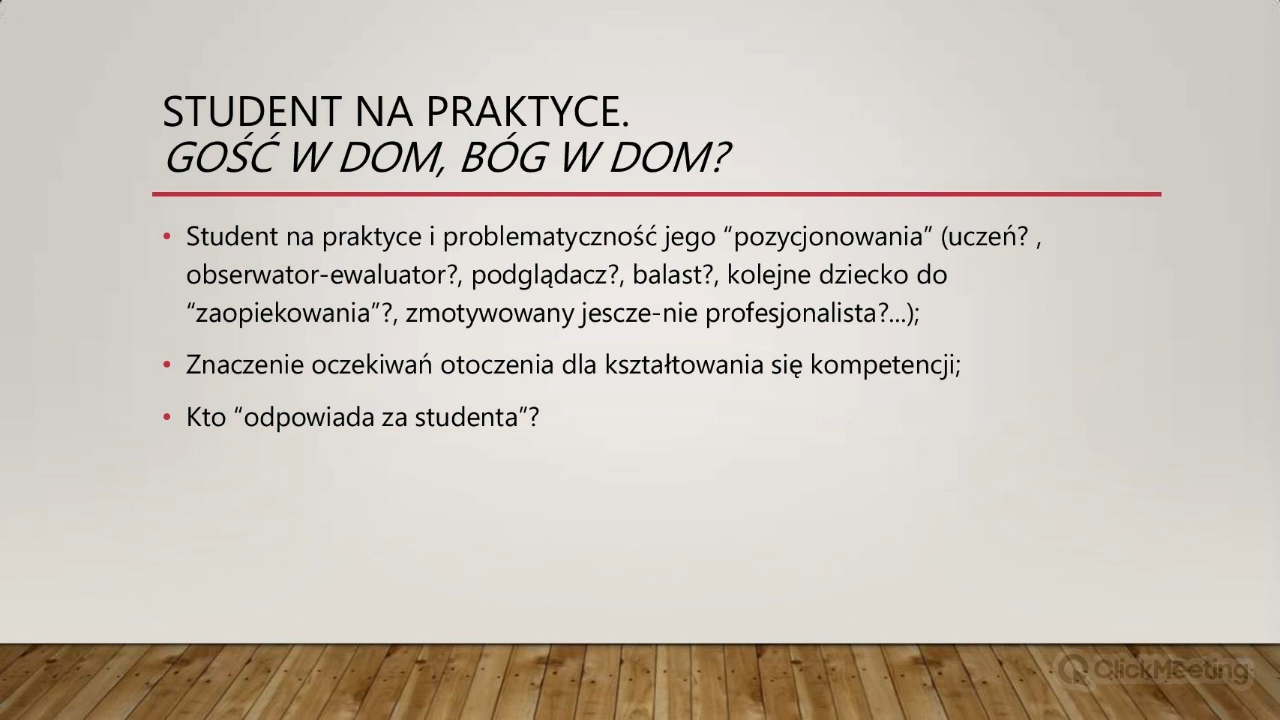 STUDENT NA PRAKTYCE.
GOŚĆ W DOM, BÓG W DOM?
• Student na praktyce i problematyczność jego “pozycjonowania” (uczeń? ,
obserwator-ewaluator?, podglądacz?, balast?, kolejne dziecko do
“zaopiekowania”?, zmotywowany jescze-nie profesjonalista?...);
• Znaczenie oczekiwań otoczenia dla kształtowania się kompetencji;
• Kto “odpowiada za studenta”?
ClickMeeting